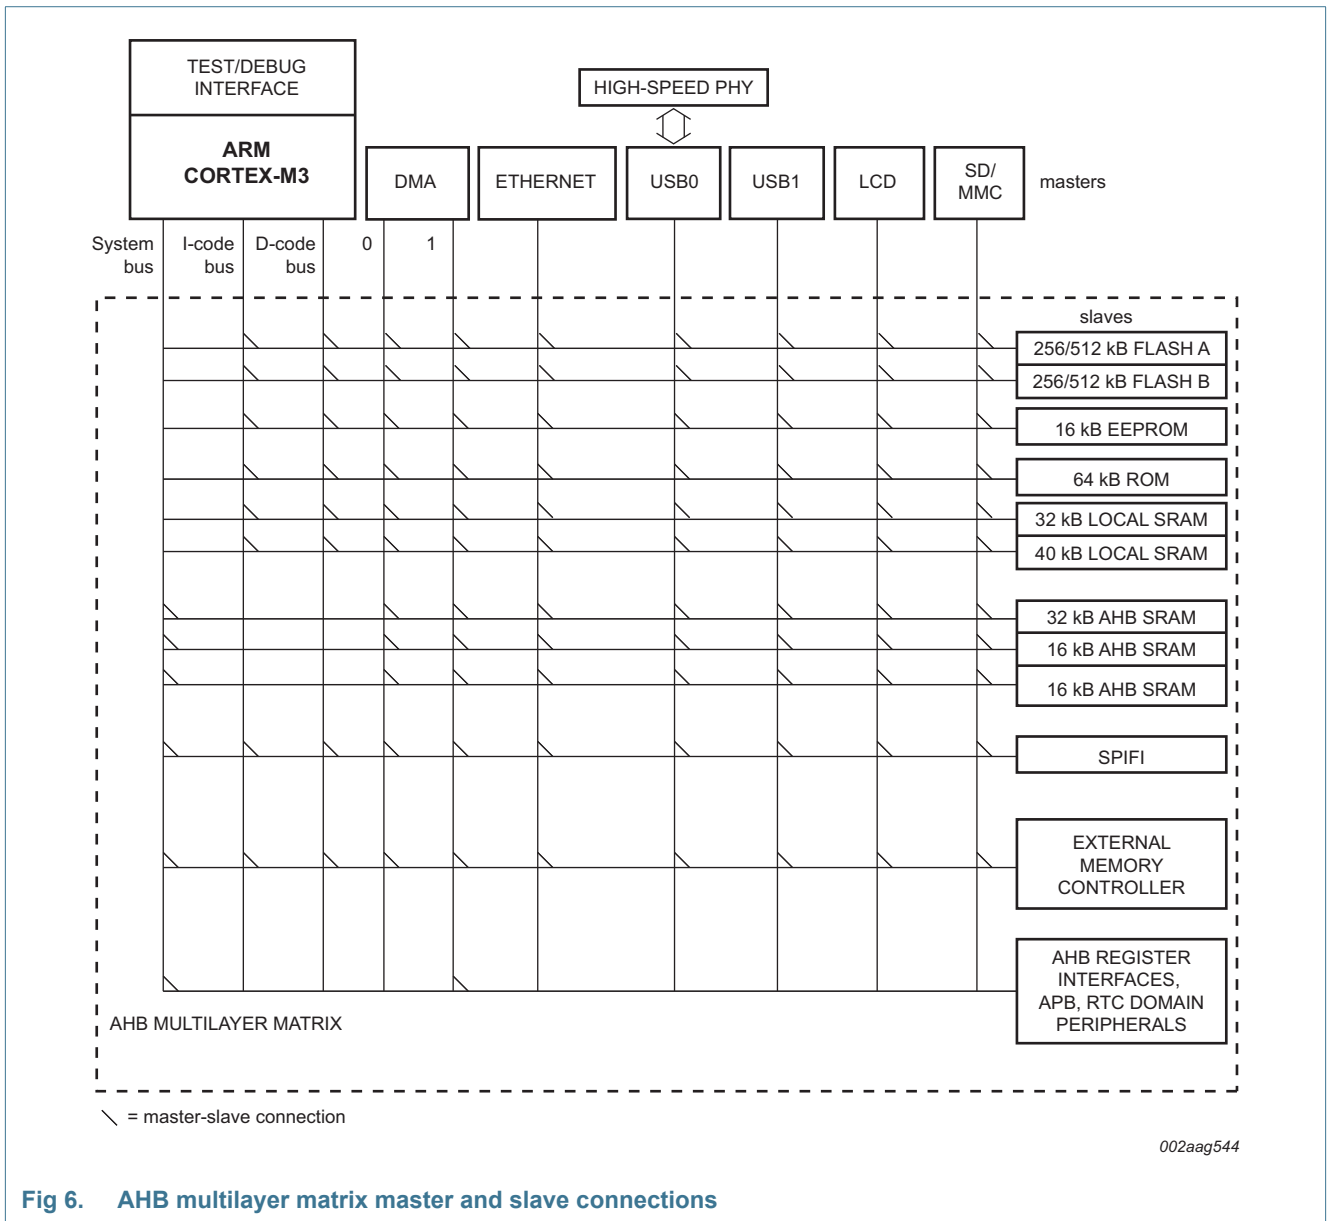 TEST/DEBUG
INTERFACE
ARM
CORTEX-M3
HIGH-SPEED PHY
DMA
ETHERNET
USB0
USB1
LCD
SD/
MMC
masters
System
bus
I-code
bus
D-code
bus
0
1
slaves
256/512 kB FLASH A
256/512 kB FLASH B
16 kB EEPROM
64 kB ROM
32 kB LOCAL SRAM
40 kB LOCAL SRAM
32 kB AHB SRAM
16 kB AHB SRAM
16 kB AHB SRAM
SPIFI
EXTERNAL
MEMORY
CONTROLLER
AHB REGISTER
INTERFACES,
APB, RTC DOMAIN
PERIPHERALS
AHB MULTILAYER MATRIX
= master-slave connection
002aag544
Fig 6. AHB multilayer matrix master and slave connections